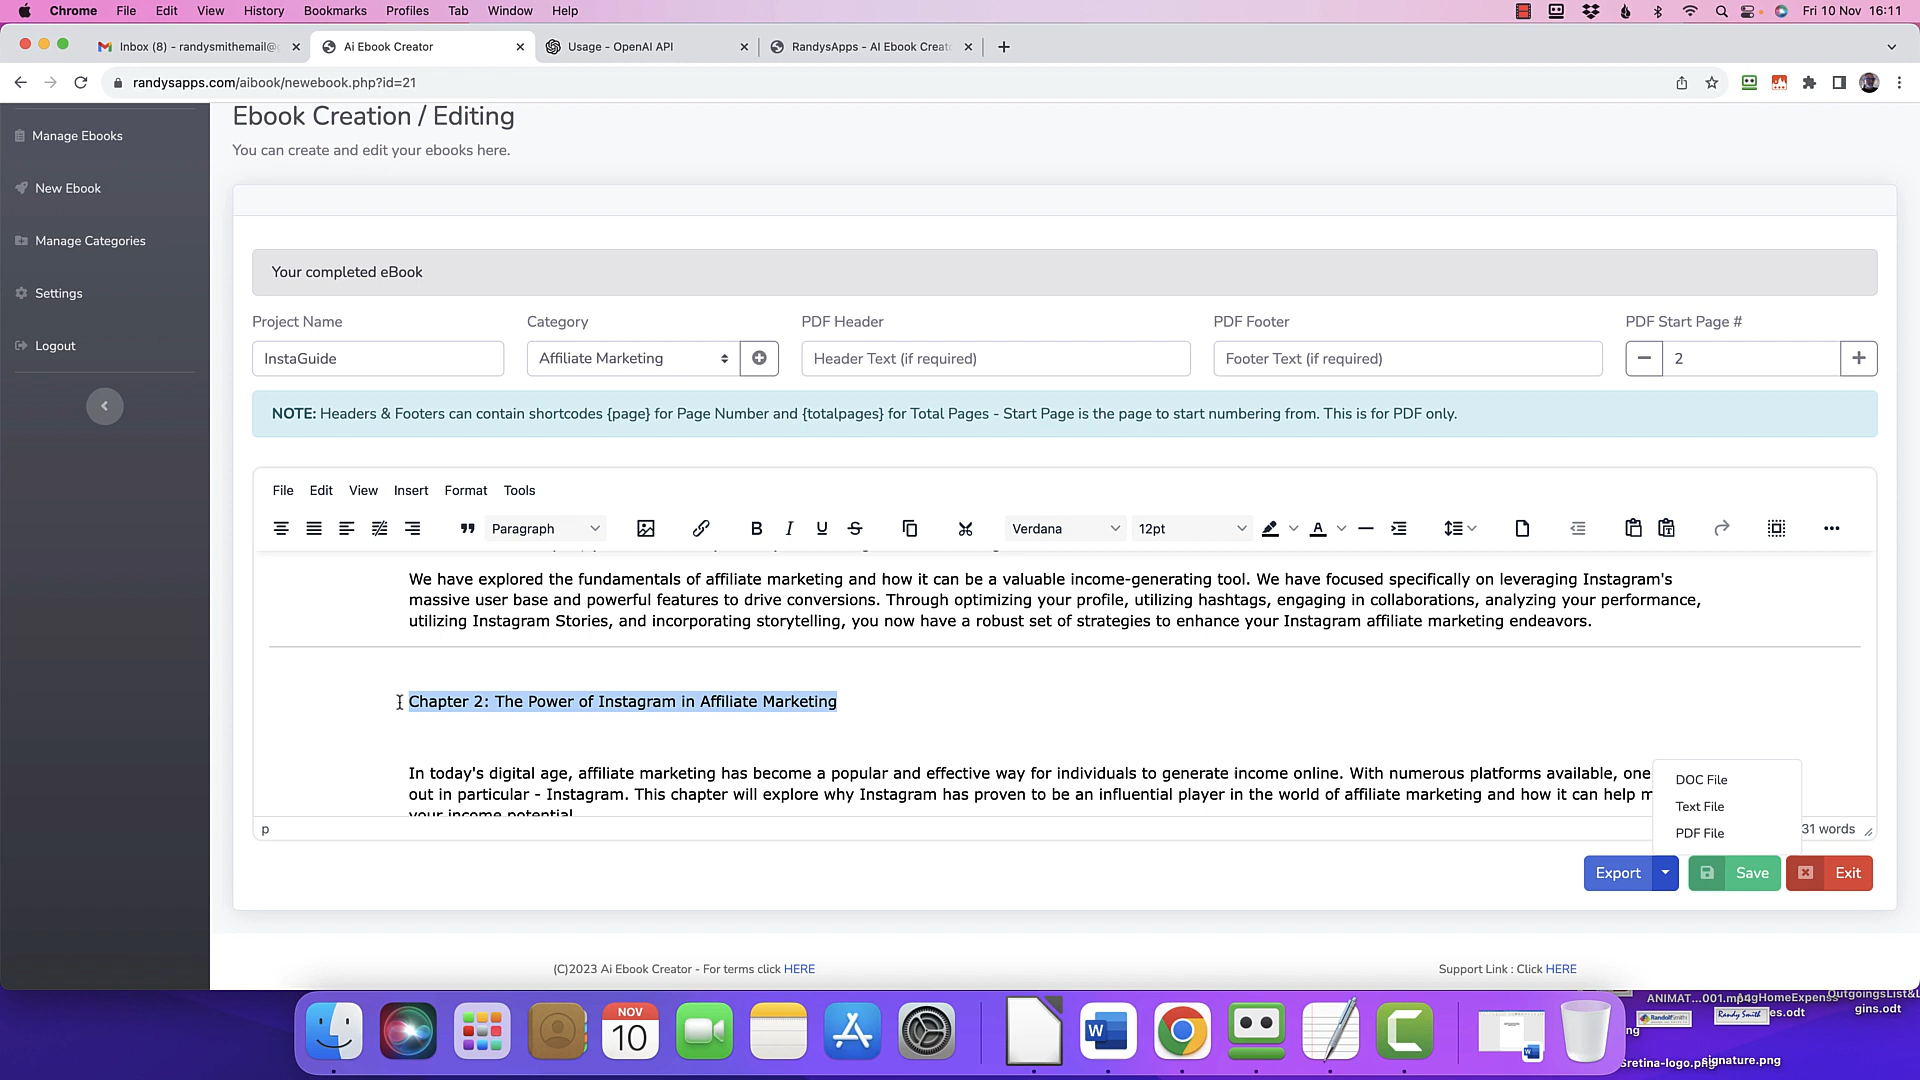 Chrome File Edit View History Bookmarks Profiles Tab Window Help Fri 10 Nov 16:11
Inbox (8) - randysmithemail@ Ai Ebook Creator Usage - OpenAI API RandysApps - AI Ebook Creat
randysapps.com/aibook/newebook.php?id=21
Manage Ebooks
New Ebook
Manage Categories
Settings
Logout
Ebook Creation / Editing
You can create and edit your ebooks here.
Your completed eBook
Project Name Category PDF Header PDF Footer PDF Start Page #
InstaGuide Affiliate Marketing Header Text (if required) Footer Text (if required) 2
NOTE: Headers & Footers can contain shortcodes {page} for Page Number and {totalpages} for Total Pages - Start Page is the page to start numbering from. This is for PDF only.
File Edit View Insert Format Tools
Paragraph B I U S Verdana 12pt A
We have explored the fundamentals of affiliate marketing and how it can be a valuable income-generating tool. We have focused specifically on leveraging Instagram's
massive user base and powerful features to drive conversions. Through optimizing your profile, utilizing hashtags, engaging in collaborations, analyzing your performance,
utilizing Instagram Stories, and incorporating storytelling, you now have a robust set of strategies to enhance your Instagram affiliate marketing endeavors.
Chapter 2: The Power of Instagram in Affiliate Marketing
In today's digital age, affiliate marketing has become a popular and effective way for individuals to generate income online. With numerous platforms available, one
out in particular - Instagram. This chapter will explore why Instagram has proven to be an influential player in the world of affiliate marketing and how it can help m
your income potential.
DOC File
Text File
PDF File
p 31 words
Export Save Exit
(C)2023 Ai Ebook Creator - For terms click HERE Support Link : Click HERE
NOV
10
W
ANIMAT...001.mp4
gins.odt
Randy Smith
signature.png